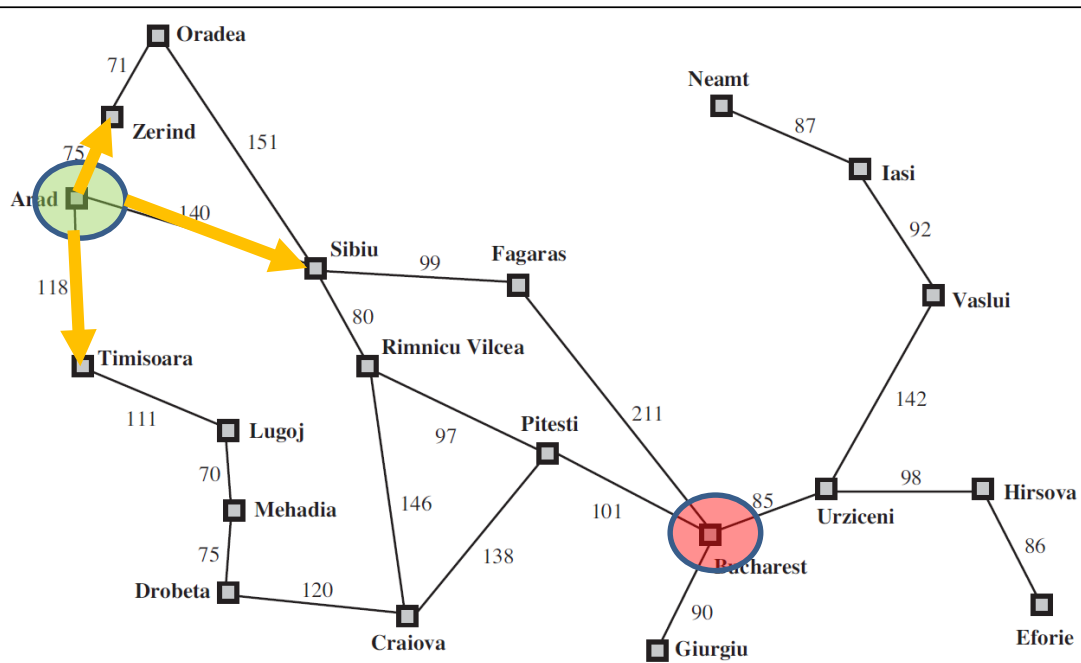 Oradea
71
Neamt
Zerind
87
151
75
Iasi
Arad
140
92
Sibiu
Fagaras
99
118
Vaslui
80
Rimnicu Vilcea
Timisoara
142
111
211
Pitesti
Lugoj
97
70
98
Hirsova
Mehadia
146
101
85
Urziceni
86
75
138
Bucharest
Drobeta
120
90
Craiova
Giurgiu
Eforie